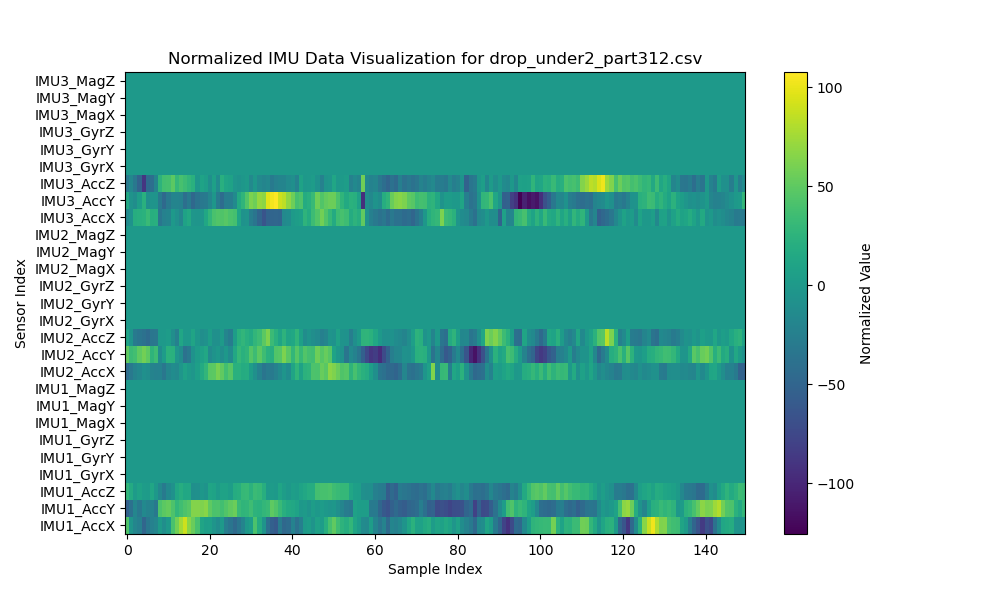 Normalized IMU Data Visualization for drop_under2_part312.csv
IMU3_MagZ
IMU3_MagY
IMU3_MagX
IMU3_GyrZ
IMU3_GyrY
IMU3_GyrX
IMU3_AccZ
IMU3_AccY
IMU3_AccX
IMU2_MagZ
IMU2_MagY
IMU2_MagX
IMU2_GyrZ
IMU2_GyrY
IMU2_GyrX
IMU2_AccZ
IMU2_AccY
IMU2_AccX
IMU1_MagZ
IMU1_MagY
IMU1_MagX
IMU1_GyrZ
IMU1_GyrY
IMU1_GyrX
IMU1_AccZ
IMU1_AccY
IMU1_AccX
Sensor Index
0 20 40 60 80 100 120 140
Sample Index
100
50
0
−50
−100
Normalized Value